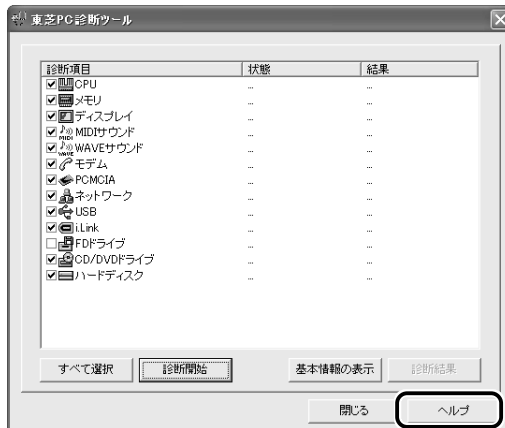 東芝PC診断ツール
診断項目 状態 結果
CPU ... ...
メモリ ... ...
ディスプレイ ... ...
MIDIサウンド ... ...
WAVEサウンド ... ...
モデム ... ...
PCMCIA ... ...
ネットワーク ... ...
USB ... ...
i.Link ... ...
FDドライブ ... ...
CD/DVDドライブ ... ...
ハードディスク ... ...
すべて選択 診断開始 基本情報の表示 診断結果
閉じる ヘルプ